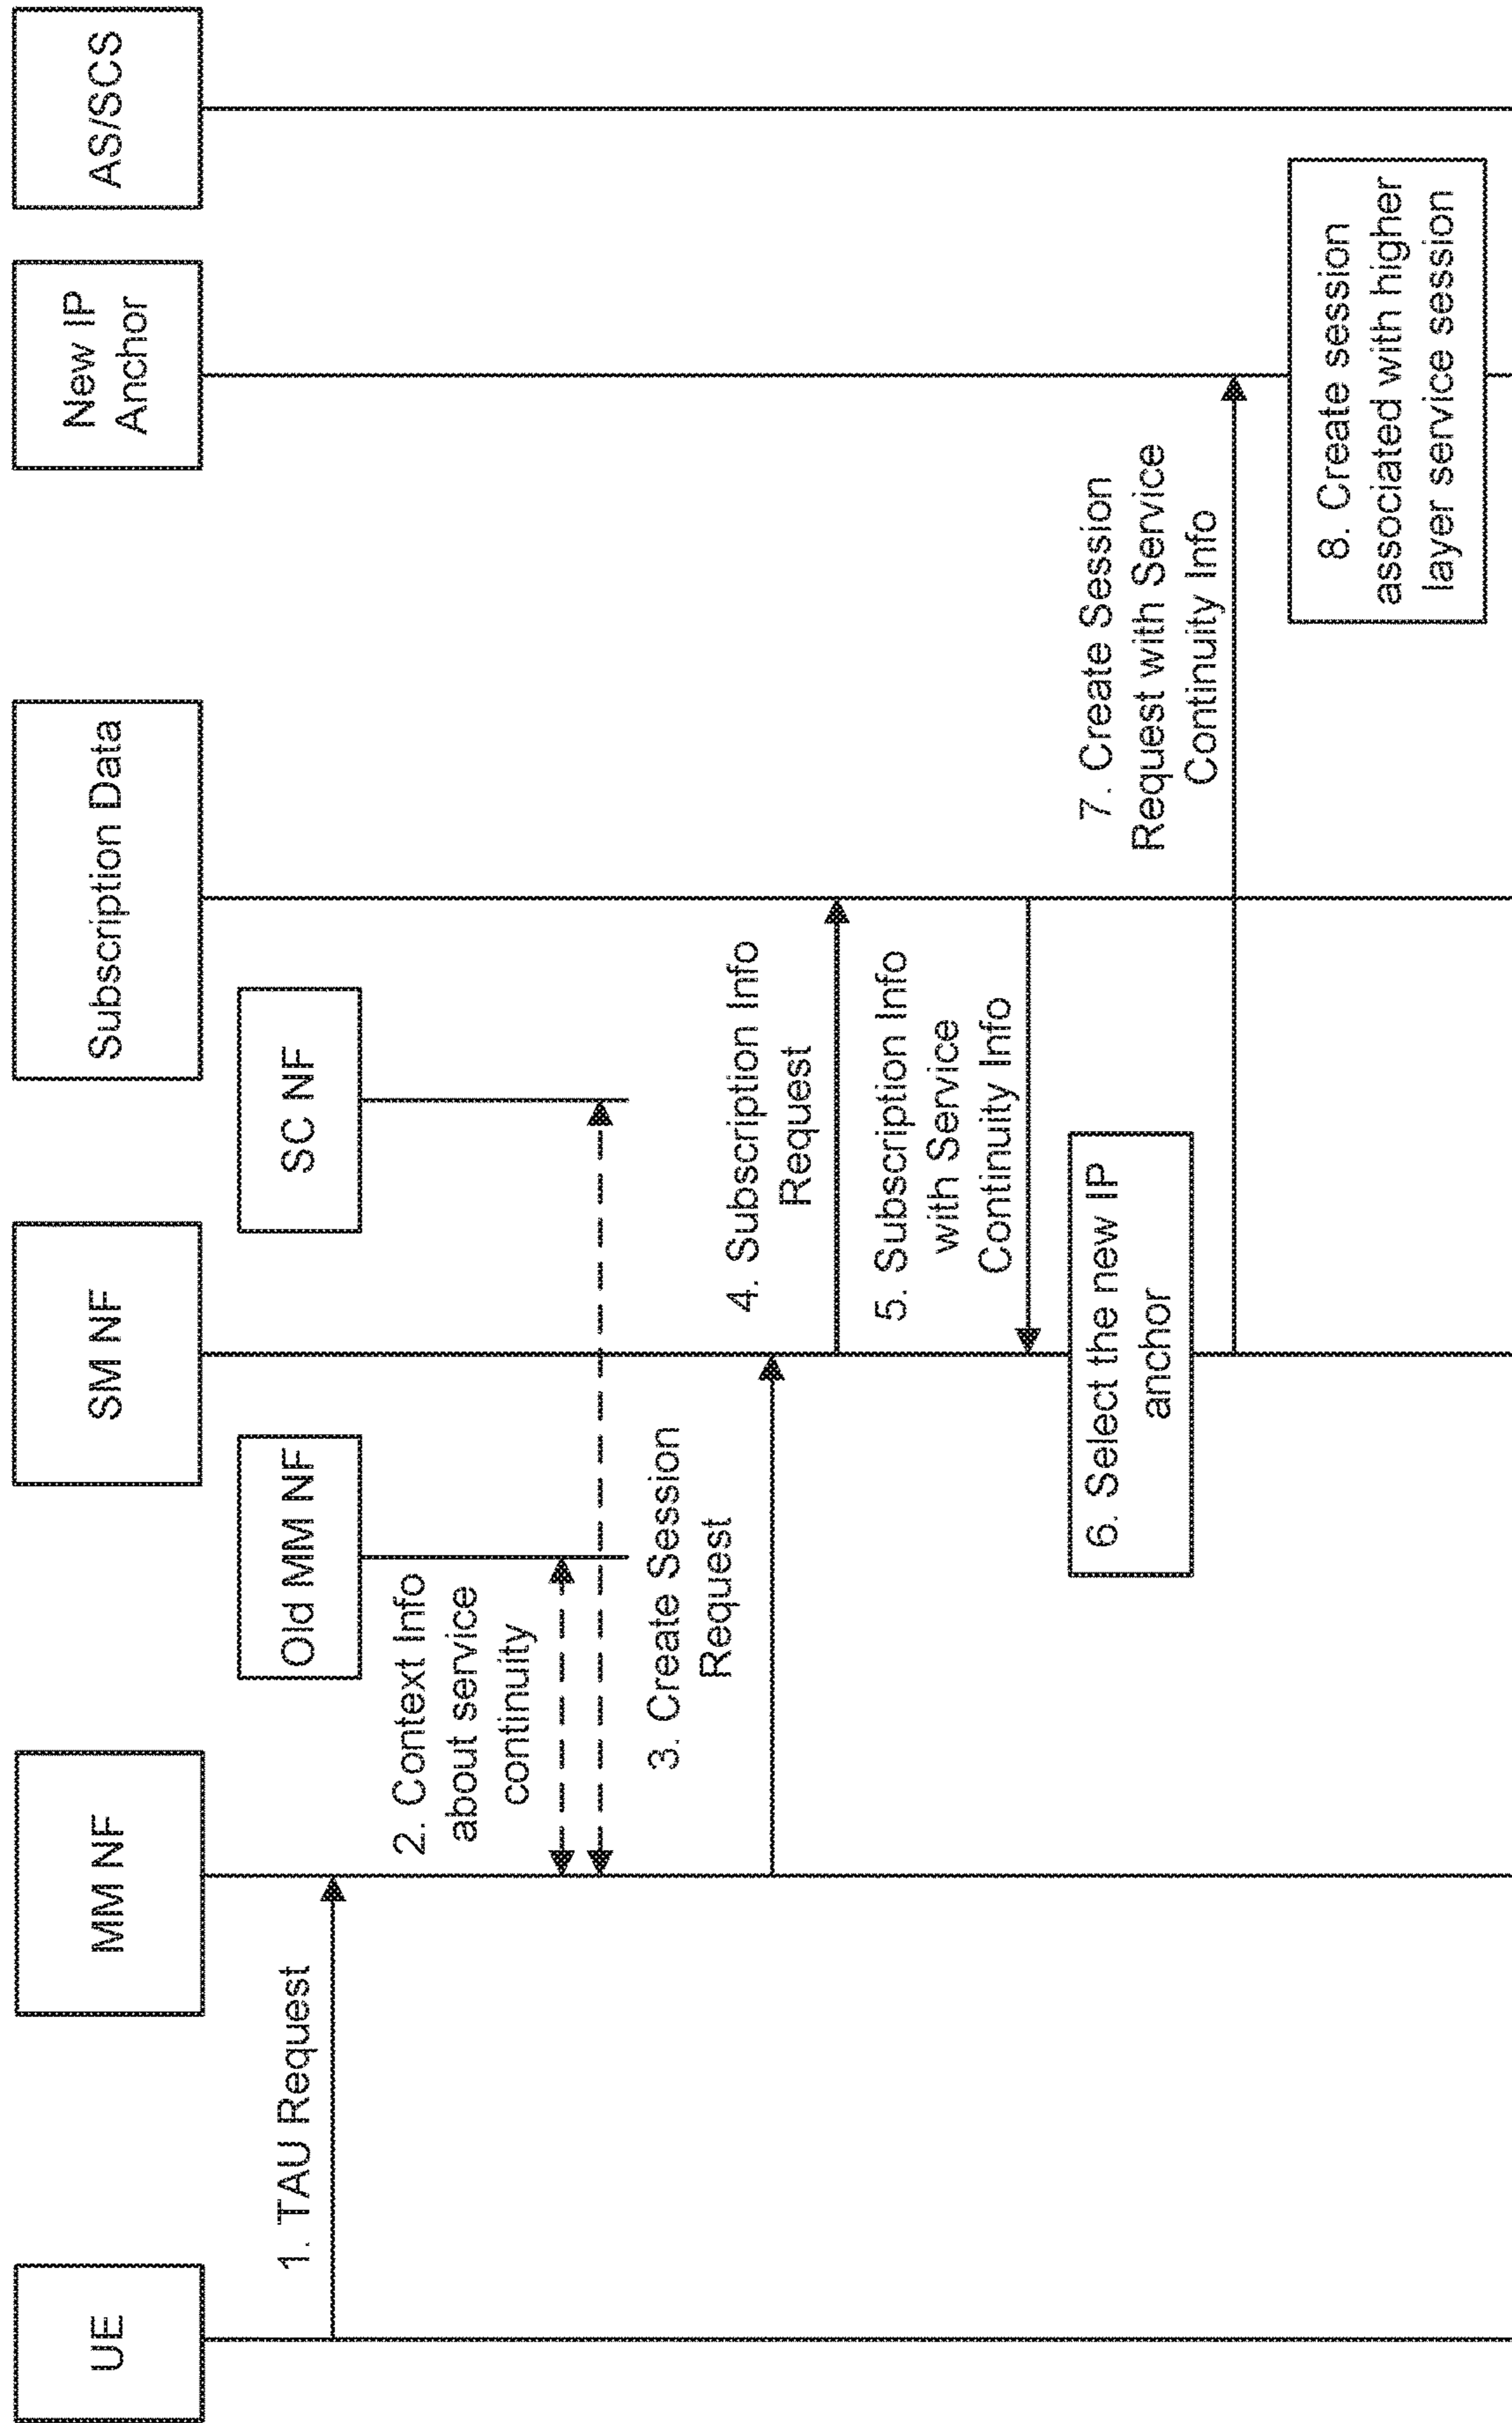 UE
MM NF
SM NF
Subscription Data
New IP
Anchor
AS/SCS
Old MM NF
SC NF
1. TAU Request
2. Context Info
about service
continuity
3. Create Session
Request
4. Subscription Info
Request
5. Subscription Info
with Service
Continuity Info
6. Select the new IP
anchor
7. Create Session
Request with Service
Continuity Info
8. Create session
associated with higher
layer service session